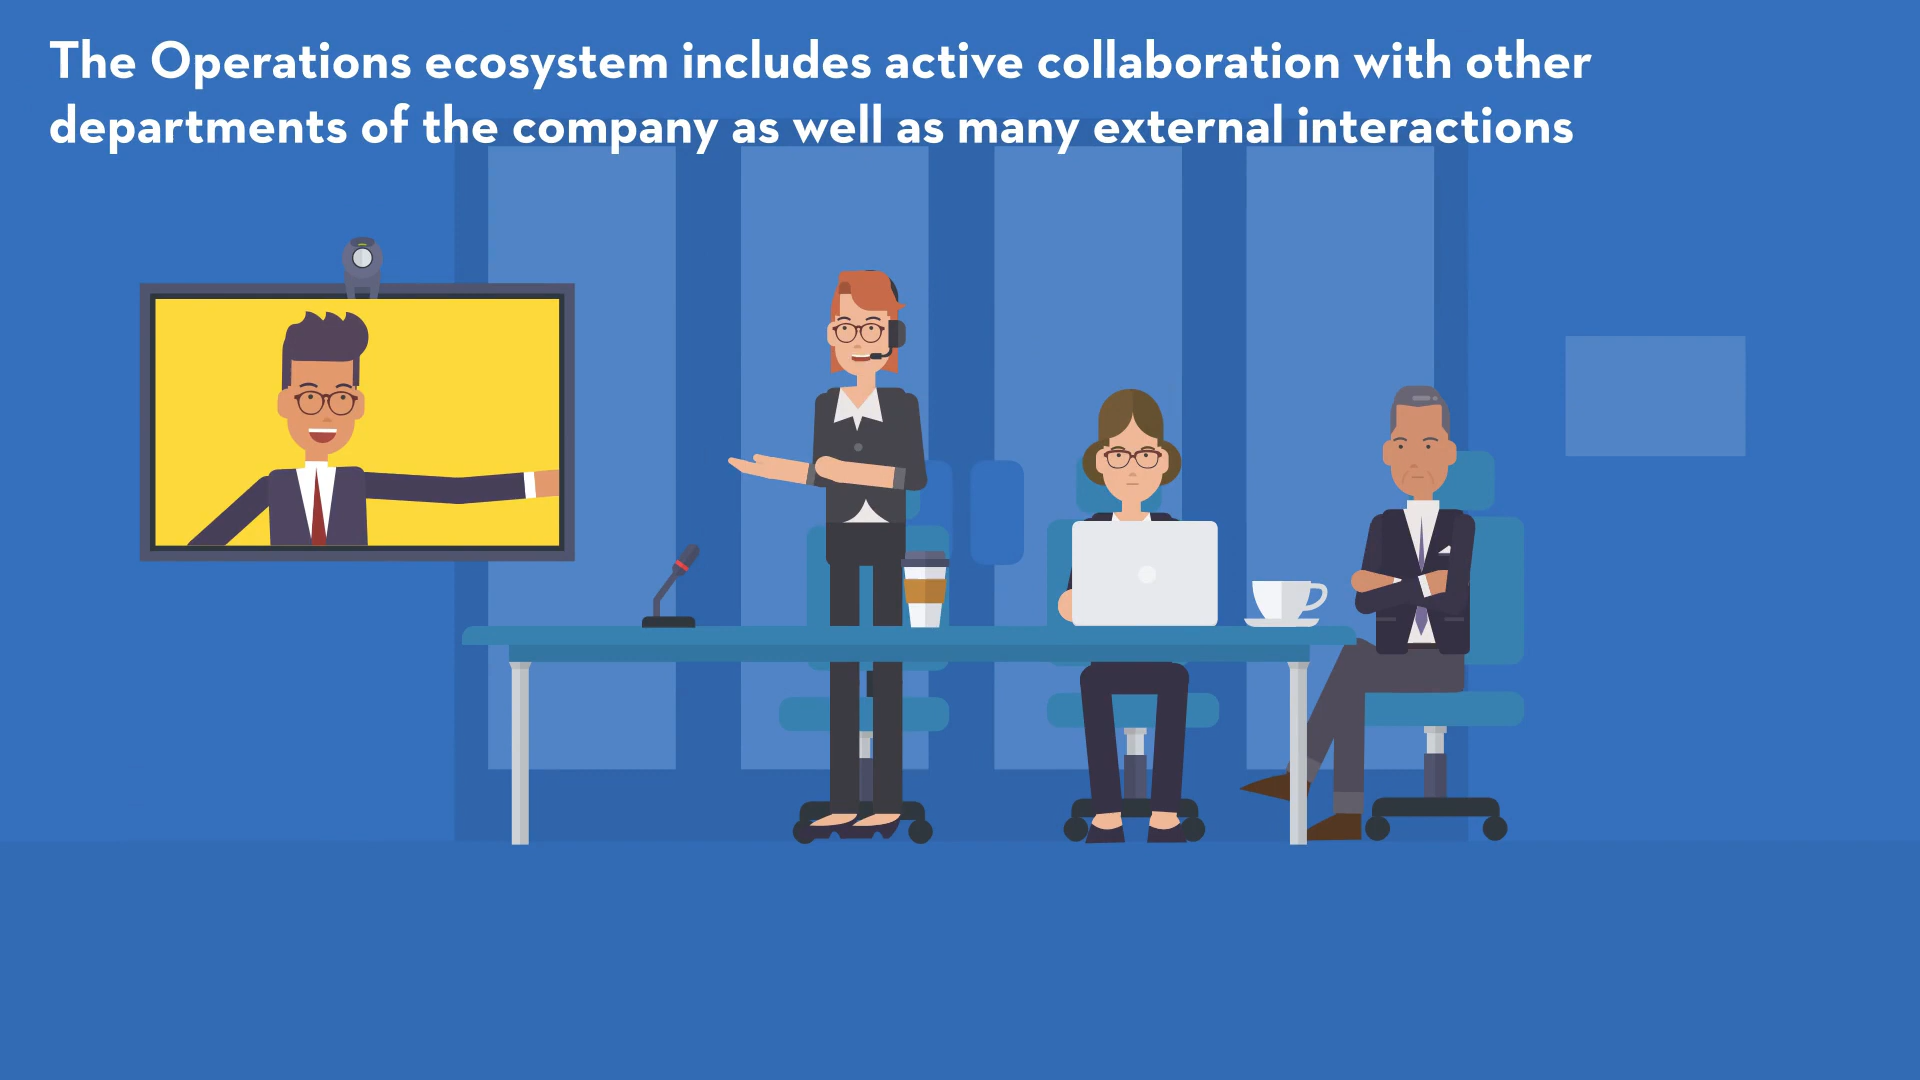 The Operations ecosystem includes active collaboration with other
departments of the company as well as many external interactions